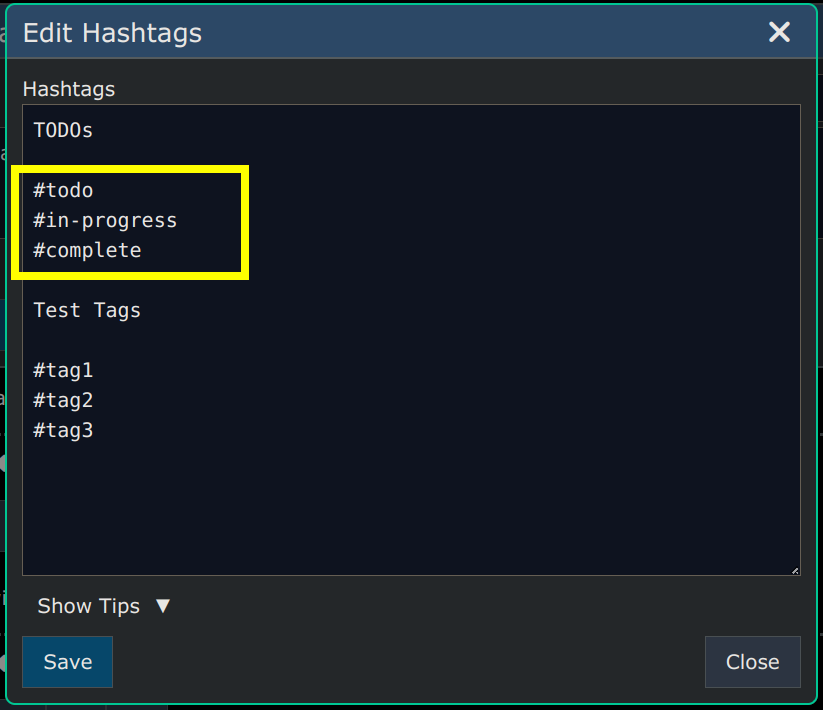 Edit Hashtags
Hashtags
TODOs
#todo
#in-progress
#complete
Test Tags
#tag1
#tag2
#tag3
Show Tips ▼
Save
Close